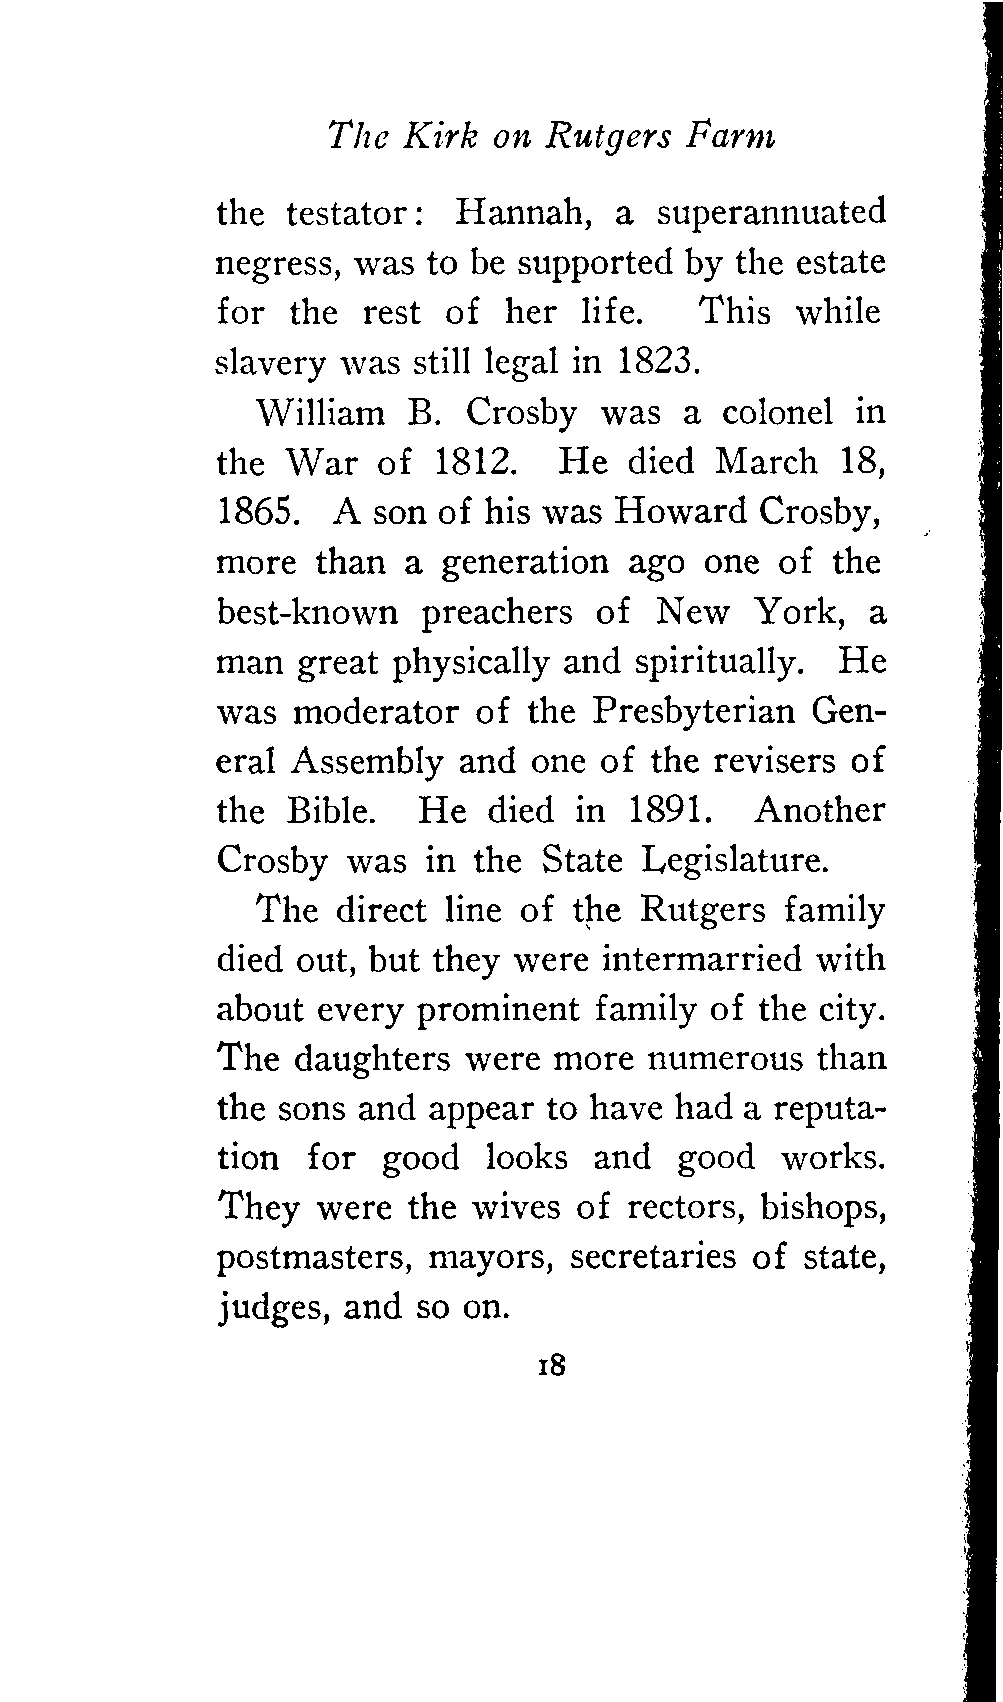 The Kirk on Rutgers Farm
the testator: Hannah, a superannuated
negress, was to be supported by the estate
for the rest of her life. This while
slavery was still legal in 1823.
William B. Crosby was a colonel in
the War of 1812. He died March 18,
1865. A son of his was Howard Crosby,
more than a generation ago one of the
best-known preachers of New York, a
man great physically and spiritually. He
was moderator of the Presbyterian Gen-
eral Assembly and one of the revisers of
the Bible. He died in 1891. Another
Crosby was in the State Legislature.
The direct line of the Rutgers family
died out, but they were intermarried with
about every prominent family of the city.
The daughters were more numerous than
the sons and appear to have had a reputa-
tion for good looks and good works.
They were the wives of rectors, bishops,
postmasters, mayors, secretaries of state,
judges, and so on.
18